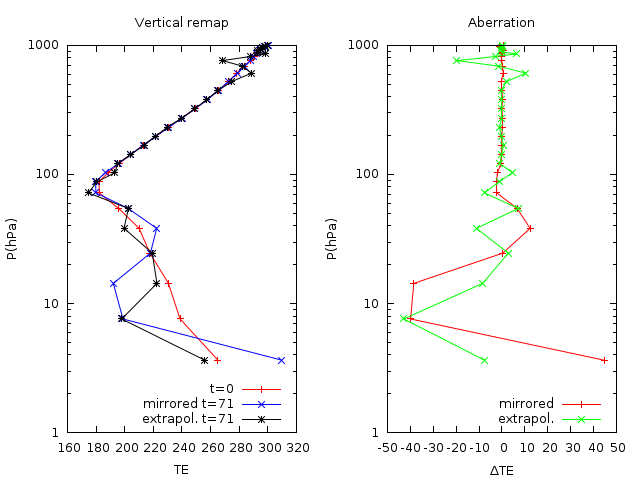 Vertical remap
1000
100
10
1
P(hPa)
t=0
mirrored t=71
extrapol. t=71
160 180 200 220 240 260 280 300 320
TE
Aberration
1000
100
10
1
P(hPa)
mirrored
extrapol.
-50 -40 -30 -20 -10 0 10 20 30 40 50
ΔTE